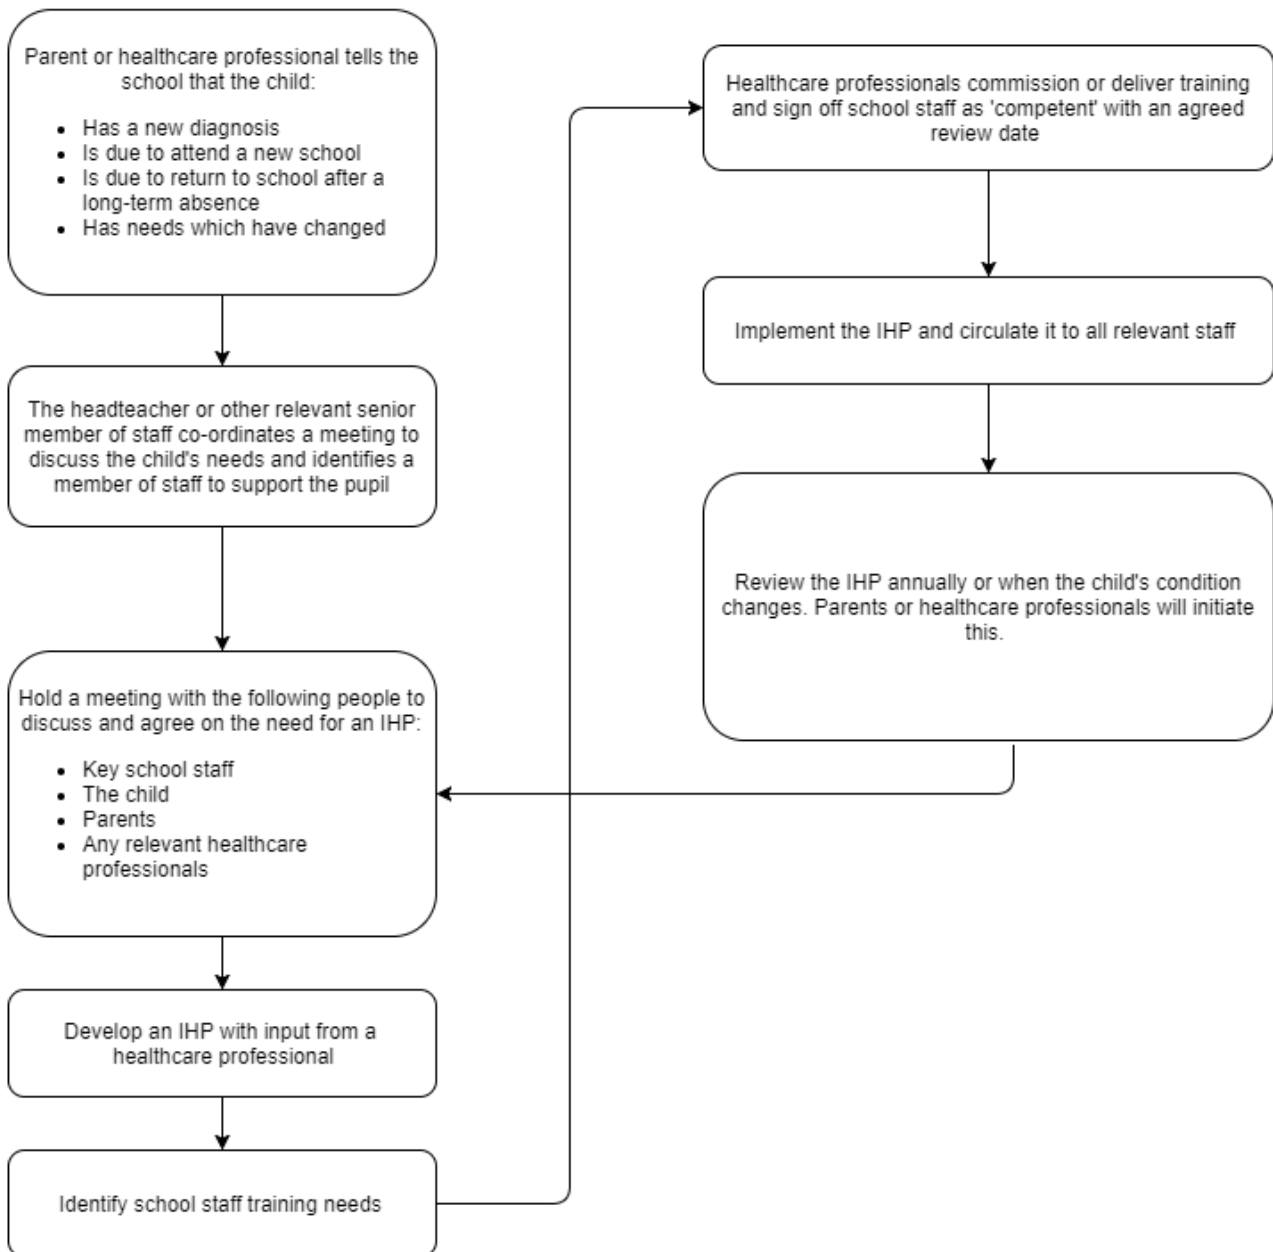 Parent or healthcare professional tells the
school that the child:
• Has a new diagnosis
• Is due to attend a new school
• Is due to return to school after a
long-term absence
• Has needs which have changed
The headteacher or other relevant senior
member of staff co-ordinates a meeting to
discuss the child's needs and identifies a
member of staff to support the pupil
Hold a meeting with the following people to
discuss and agree on the need for an IHP:
• Key school staff
• The child
• Parents
• Any relevant healthcare
professionals
Develop an IHP with input from a
healthcare professional
Identify school staff training needs
Healthcare professionals commission or deliver training
and sign off school staff as 'competent' with an agreed
review date
Implement the IHP and circulate it to all relevant staff
Review the IHP annually or when the child's condition
changes. Parents or healthcare professionals will initiate
this.